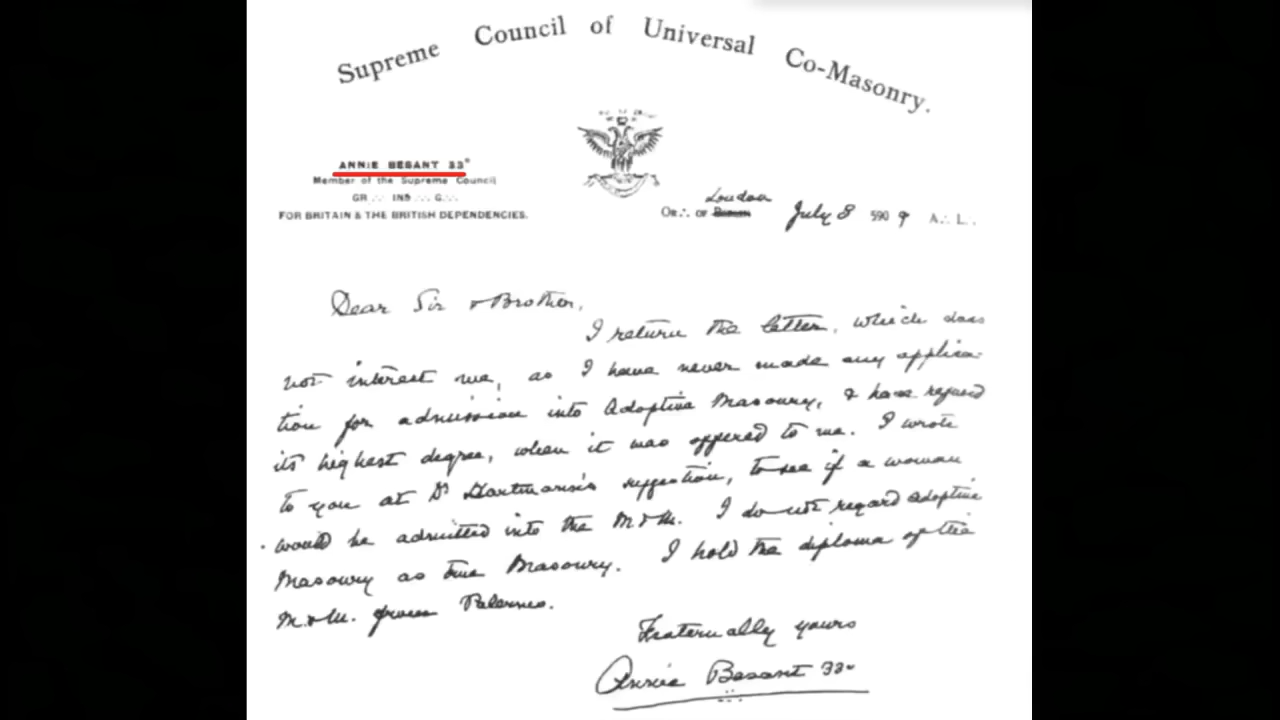 Supreme Council of Universal Co-Masonry.
ANNIE BESANT 33°
Member of the Supreme Council
GR ∴ INS ∴ G ∴
FOR BRITAIN & THE BRITISH DEPENDENCIES.
London
OR ∴ OF July 8 5909 A ∴ L ∴
Dear Sir & Brother,
I return the letter, which does
not interest me, as I have never made any applica-
tion for admission into Adoptive Masonry, & have refused
its highest degree, when it was offered to me. I wrote
to you at Dr Hartmann's suggestion, to see if a woman
would be admitted into the M & M. I do not regard Adoptive
Masonry as true Masonry. I hold the diploma of the
M. & M. from Palermo.
Fraternally yours
Annie Besant 33°